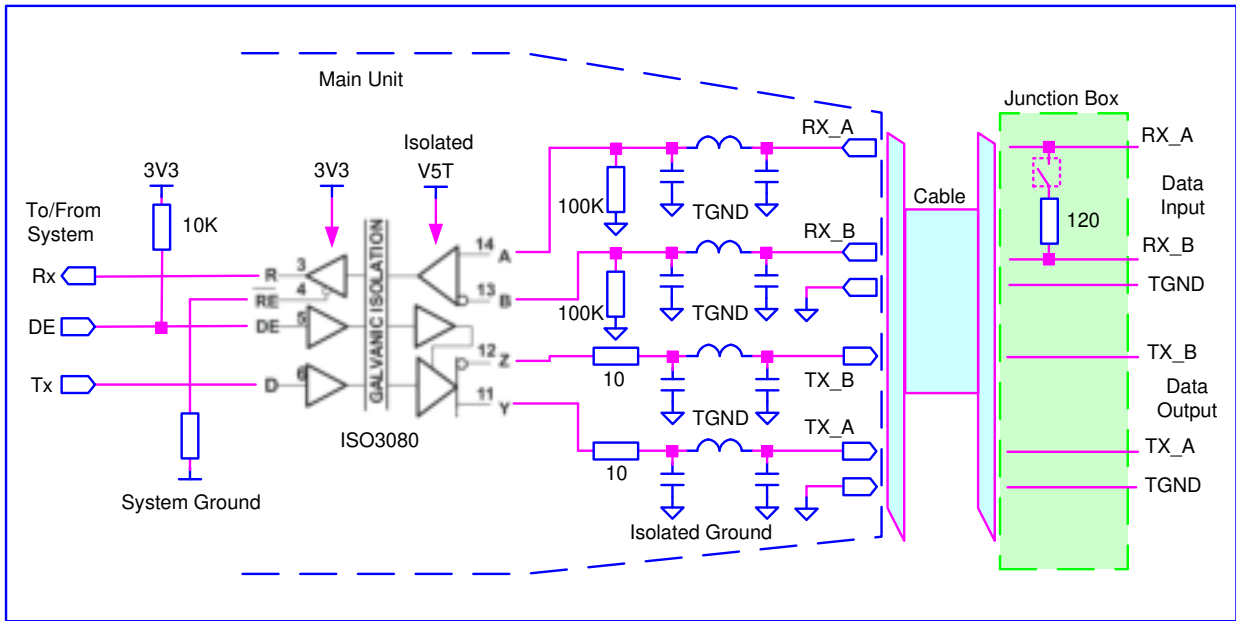 Main Unit
Junction Box
Isolated
RX_A
RX_A
3V3
3V3
V5T
To/From
System
10K
100K
TGND
Cable
Data
Input
120
GALVANIC ISOLATION
14
A
RX_B
RX_B
Rx
R
3
4
RE
13
B
TGND
100K
TGND
DE
DE
5
12
Z
TX_B
10
TX_B
Tx
D
6
11
Y
Data
Output
TGND
ISO3080
TX_A
TX_A
10
TGND
System Ground
Isolated Ground